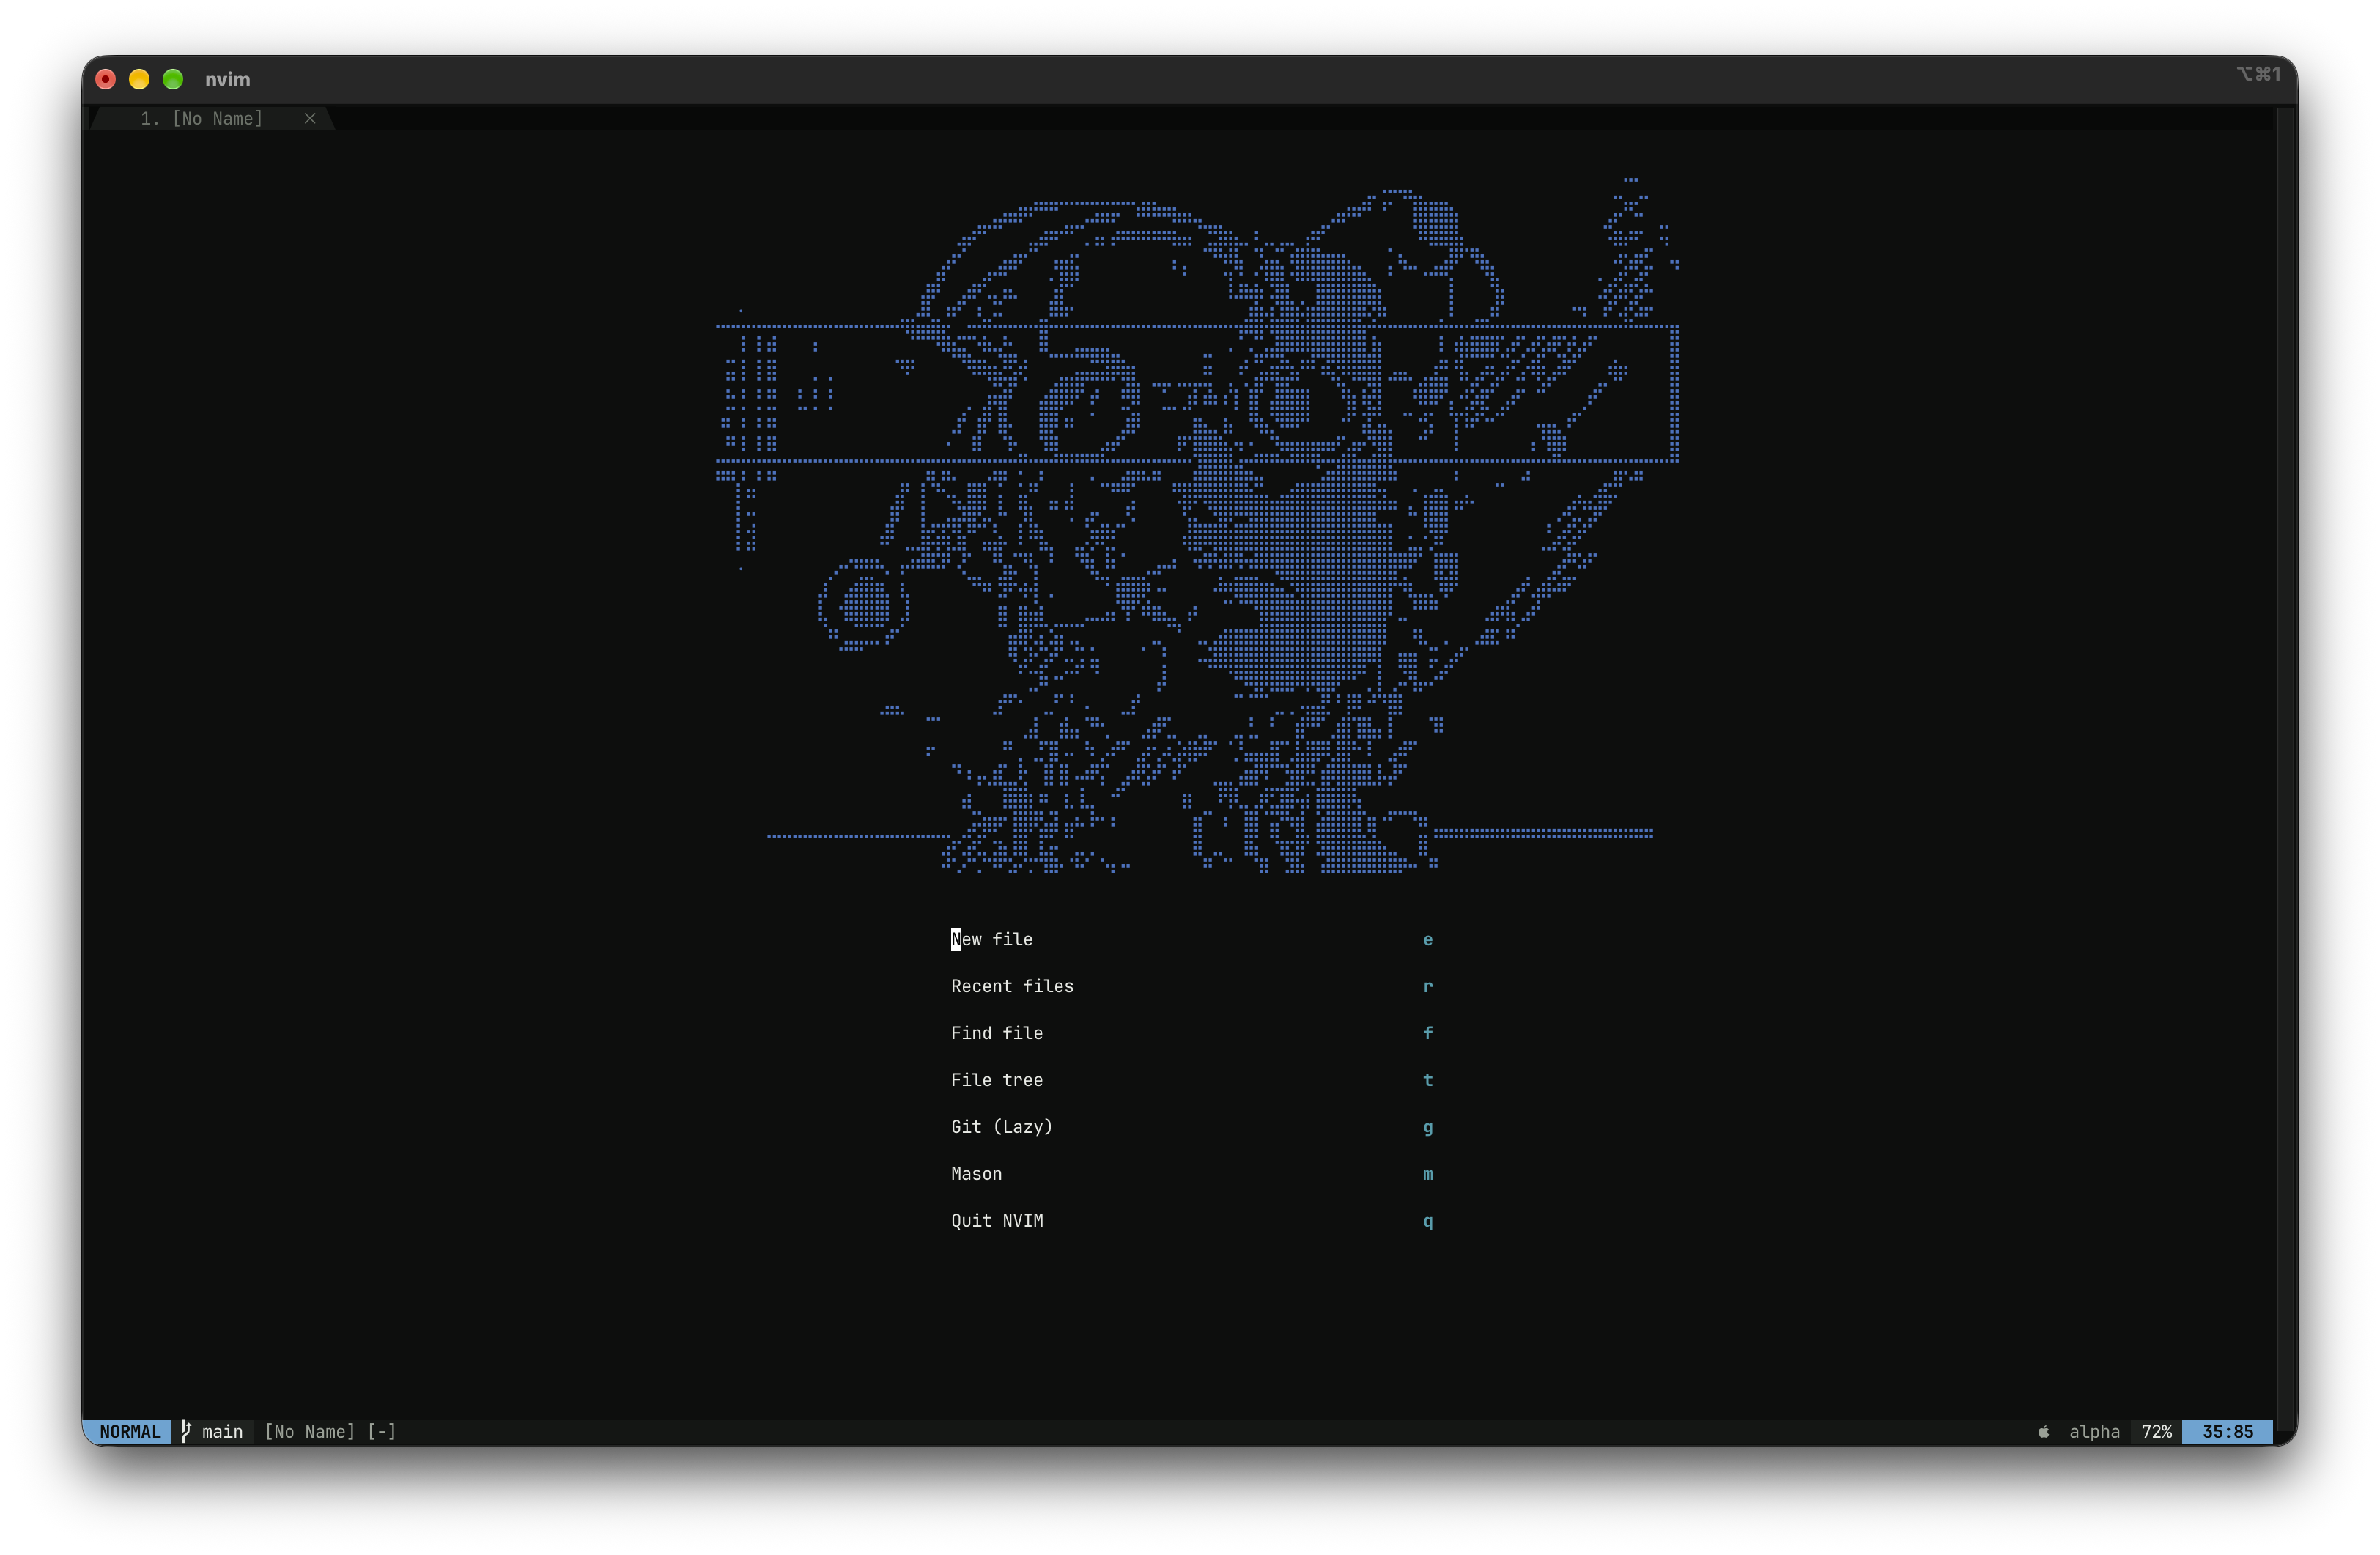 nvim
⌥⌘1
1. [No Name] ×
New file e
Recent files r
Find file f
File tree t
Git (Lazy) g
Mason m
Quit NVIM q
NORMAL main [No Name] [-] alpha 72% 35:85